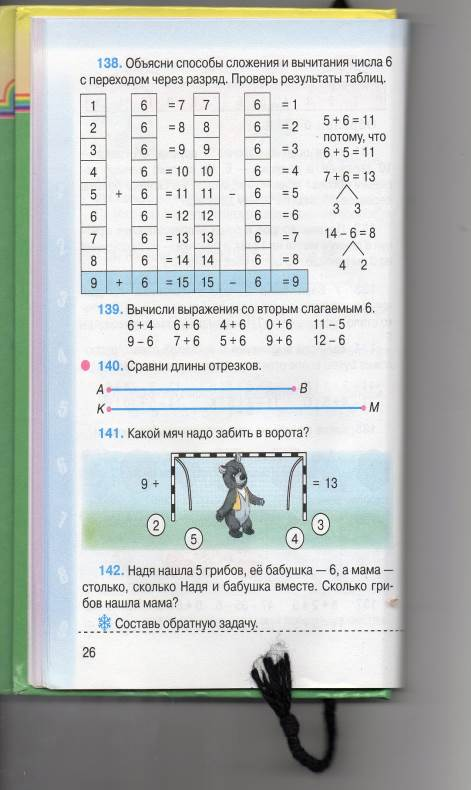 138. Объясни способы сложения и вычитания числа 6
с переходом через разряд. Проверь результаты таблиц.
1 6 = 7 7 6 = 1
2 6 = 8 8 6 = 2
3 6 = 9 9 6 = 3
4 6 = 10 10 6 = 4
5 + 6 = 11 11 – 6 = 5
6 6 = 12 12 6 = 6
7 6 = 13 13 6 = 7
8 6 = 14 14 6 = 8
9 + 6 = 15 15 – 6 = 9
5 + 6 = 11
потому, что
6 + 5 = 11
7 + 6 = 13
3 3
14 – 6 = 8
4 2
139. Вычисли выражения со вторым слагаемым 6.
6 + 4 6 + 6 4 + 6 0 + 6 11 – 5
9 – 6 7 + 6 5 + 6 9 + 6 12 – 6
140. Сравни длины отрезков.
A B
K M
141. Какой мяч надо забить в ворота?
9 + = 13
2 5 4 3
142. Надя нашла 5 грибов, её бабушка — 6, а мама —
столько, сколько Надя и бабушка вместе. Сколько гри-
бов нашла мама?
Составь обратную задачу.
26